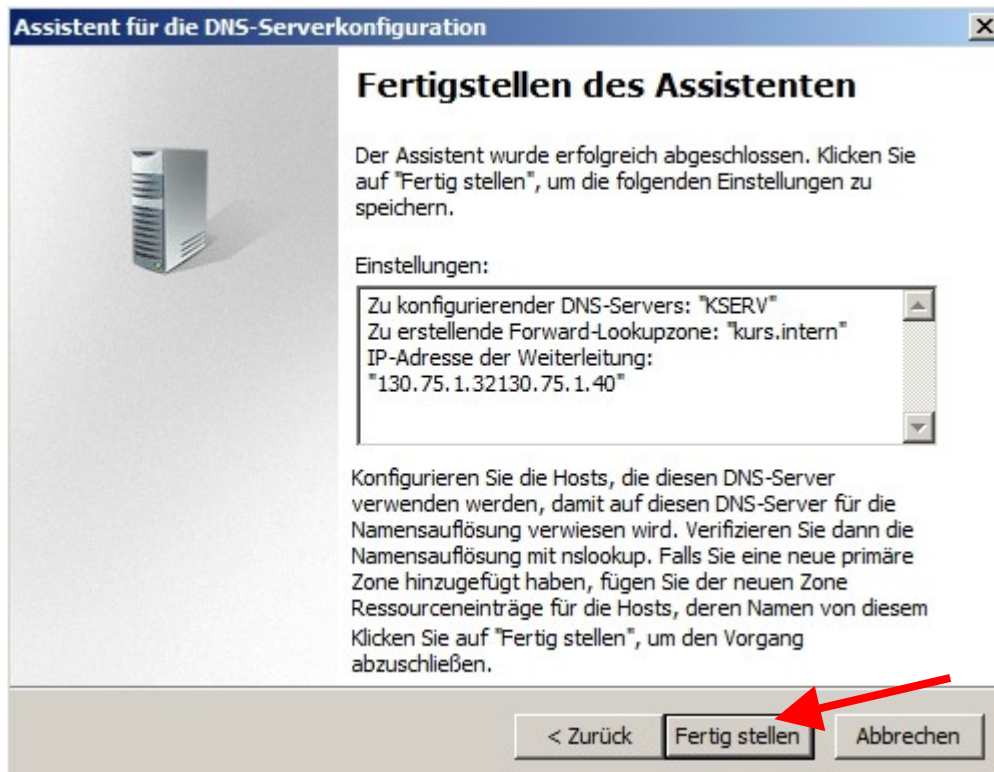 Assistent für die DNS-Serverkonfiguration
Fertigstellen des Assistenten
Der Assistent wurde erfolgreich abgeschlossen. Klicken Sie
auf "Fertig stellen", um die folgenden Einstellungen zu
speichern.
Einstellungen:
Zu konfigurierender DNS-Servers: "KSERV"
Zu erstellende Forward-Lookupzone: "kurs.intern"
IP-Adresse der Weiterleitung:
"130.75.1.32130.75.1.40"
Konfigurieren Sie die Hosts, die diesen DNS-Server
verwenden werden, damit auf diesen DNS-Server für die
Namensauflösung verwiesen wird. Verifizieren Sie dann die
Namensauflösung mit nslookup. Falls Sie eine neue primäre
Zone hinzugefügt haben, fügen Sie der neuen Zone
Ressourceneinträge für die Hosts, deren Namen von diesem
Klicken Sie auf "Fertig stellen", um den Vorgang
abzuschließen.
< Zurück Fertig stellen Abbrechen